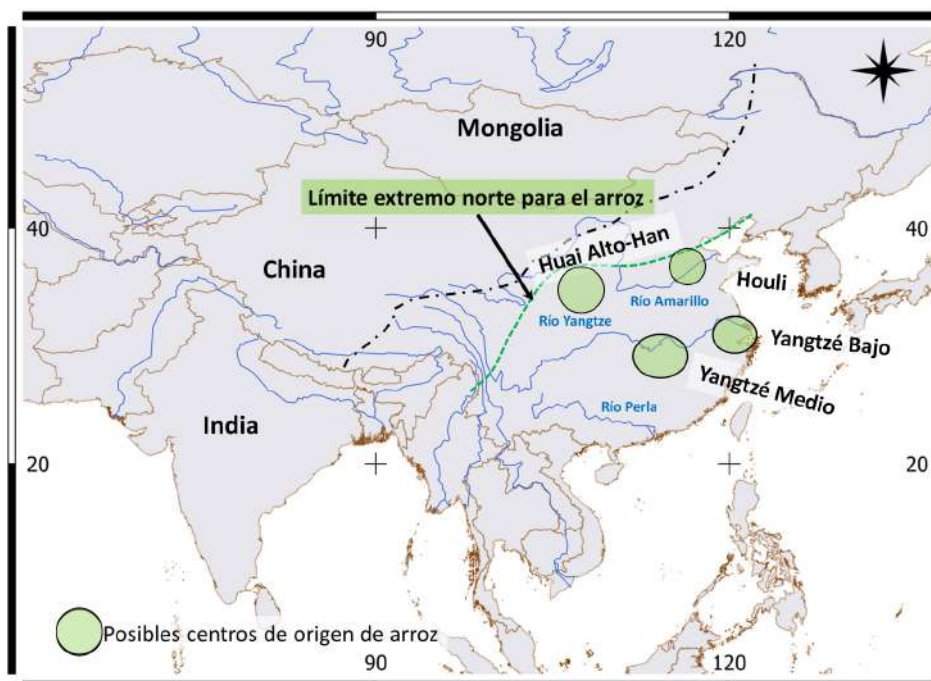 90
120
Mongolia
Límite extremo norte para el arroz
40
40
Huai Alto-Han
China
Houli
Río Amarillo
Río Yangtze
Yangtzé Bajo
Yangtzé Medio
Río Perla
India
20
20
Posibles centros de origen de arroz
90
120